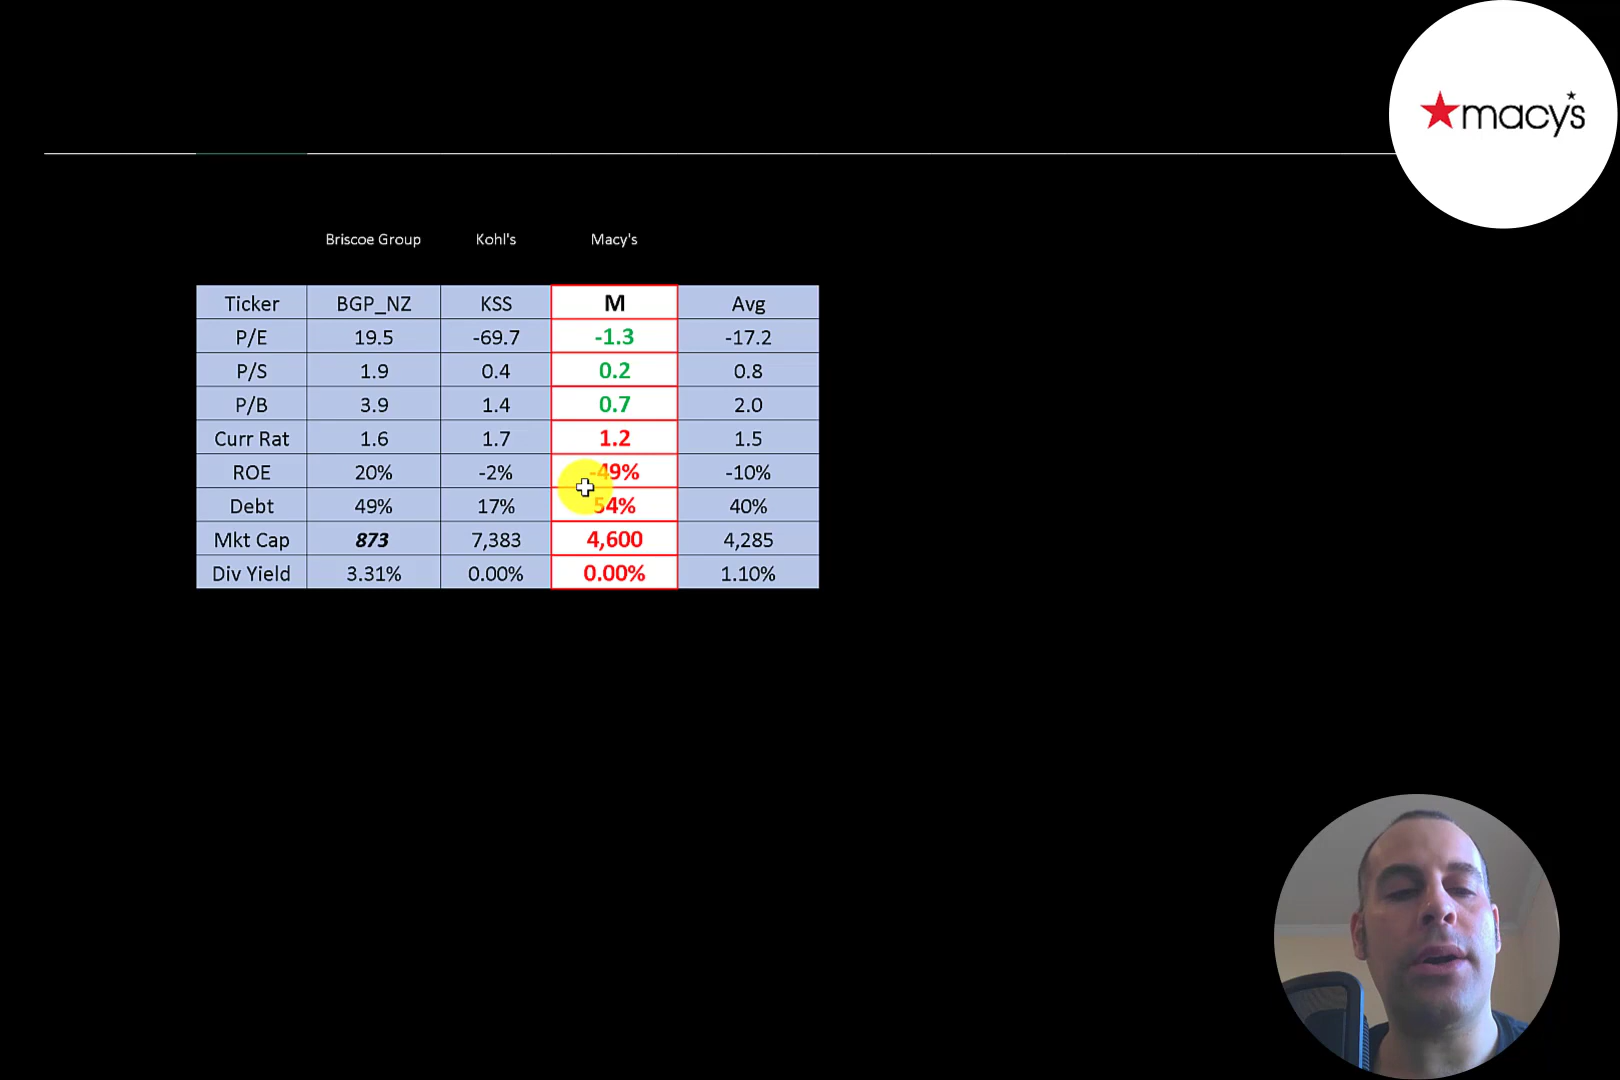 macy's
Briscoe Group Kohl's Macy's
Ticker BGP_NZ KSS M Avg
P/E 19.5 -69.7 -1.3 -17.2
P/S 1.9 0.4 0.2 0.8
P/B 3.9 1.4 0.7 2.0
Curr Rat 1.6 1.7 1.2 1.5
ROE 20% -2% -49% -10%
Debt 49% 17% 54% 40%
Mkt Cap 873 7,383 4,600 4,285
Div Yield 3.31% 0.00% 0.00% 1.10%